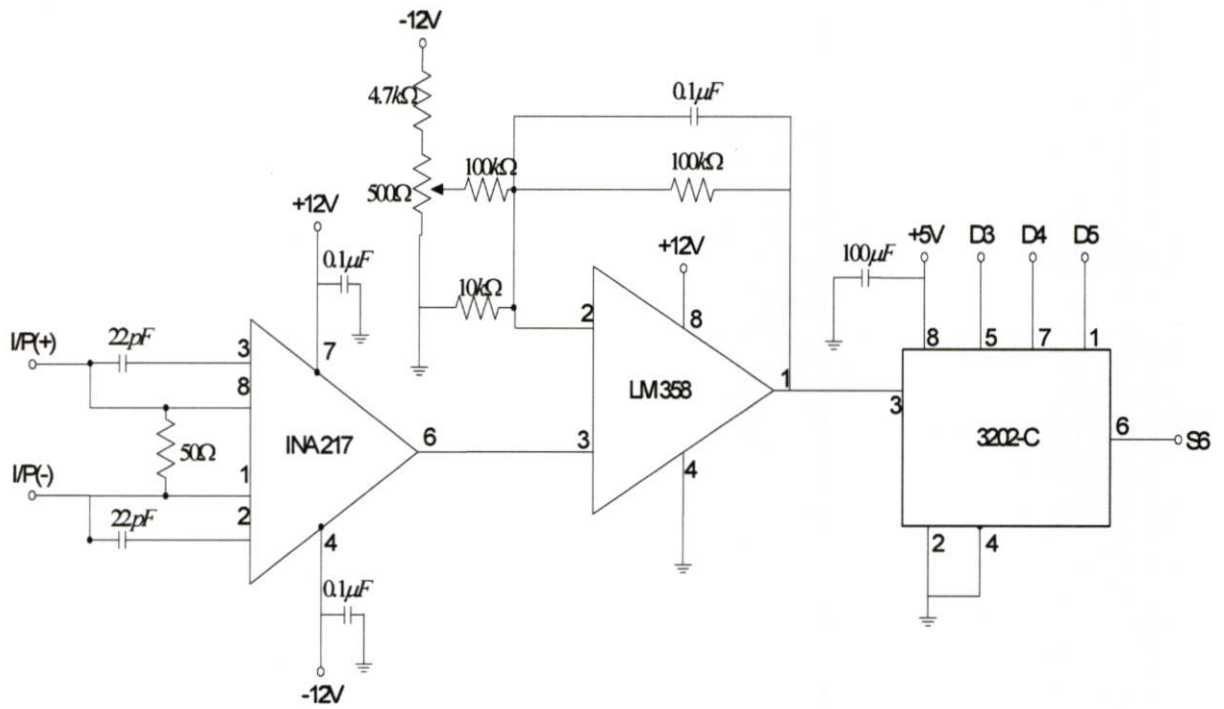 -12V
4.7kΩ
0.1μF
500Ω
100kΩ
100kΩ
+12V
0.1μF
10kΩ
+12V
100μF
+5V
D3
D4
D5
I/P(+)
22pF
3
8
7
2
8
8
5
7
1
INA217
6
50Ω
LM358
1
3
3202-C
6
S6
3
4
I/P(-)
1
2
22pF
4
2
4
0.1μF
-12V